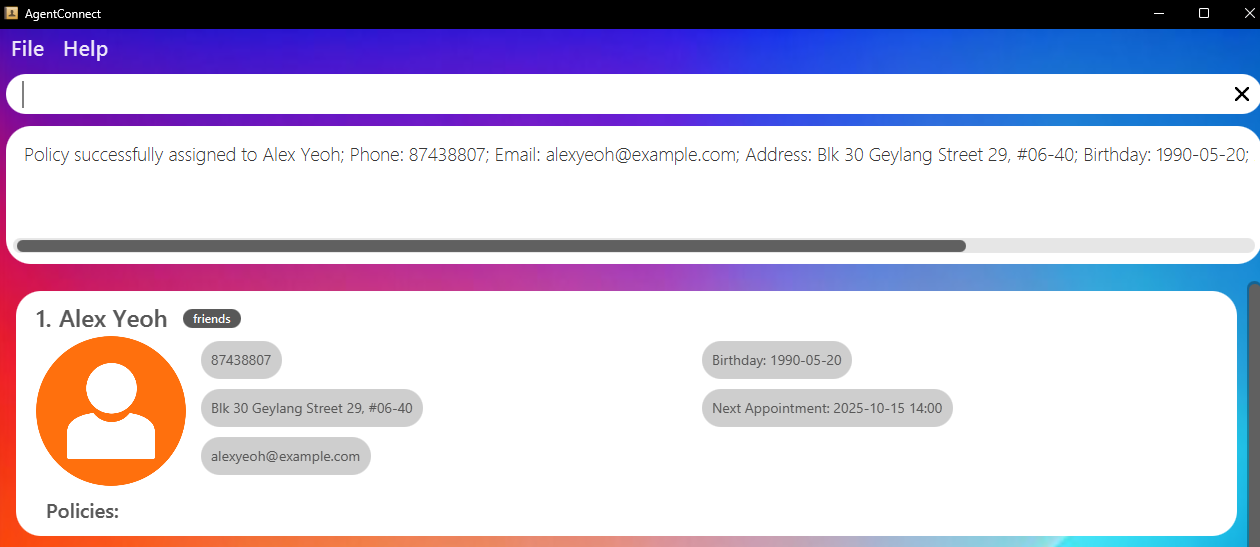 AgentConnect
File Help
Policy successfully assigned to Alex Yeoh; Phone: 87438807; Email: alexyeoh@example.com; Address: Blk 30 Geylang Street 29, #06-40; Birthday: 1990-05-20;
1. Alex Yeoh friends
87438807 Birthday: 1990-05-20
Blk 30 Geylang Street 29, #06-40 Next Appointment: 2025-10-15 14:00
alexyeoh@example.com
Policies: